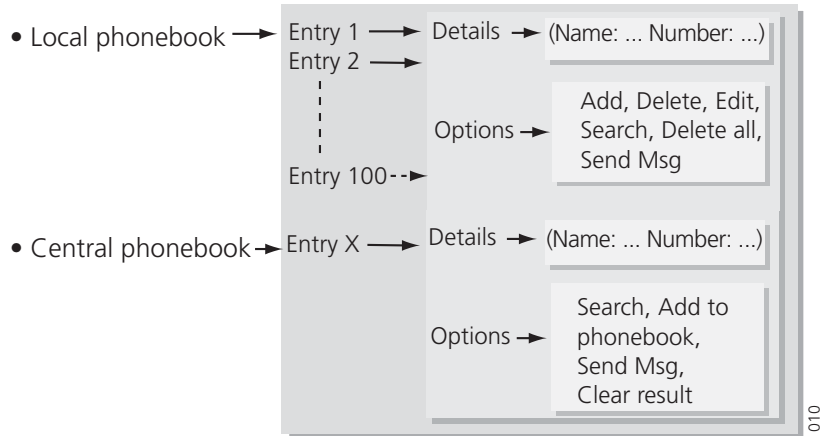 • Local phonebook
Entry 1
Details
(Name: ... Number: ...)
Entry 2
Add, Delete, Edit,
Options
Search, Delete all,
Send Msg
Entry 100
• Central phonebook
Entry X
Details
(Name: ... Number: ...)
Search, Add to
Options
phonebook,
Send Msg,
Clear result
010